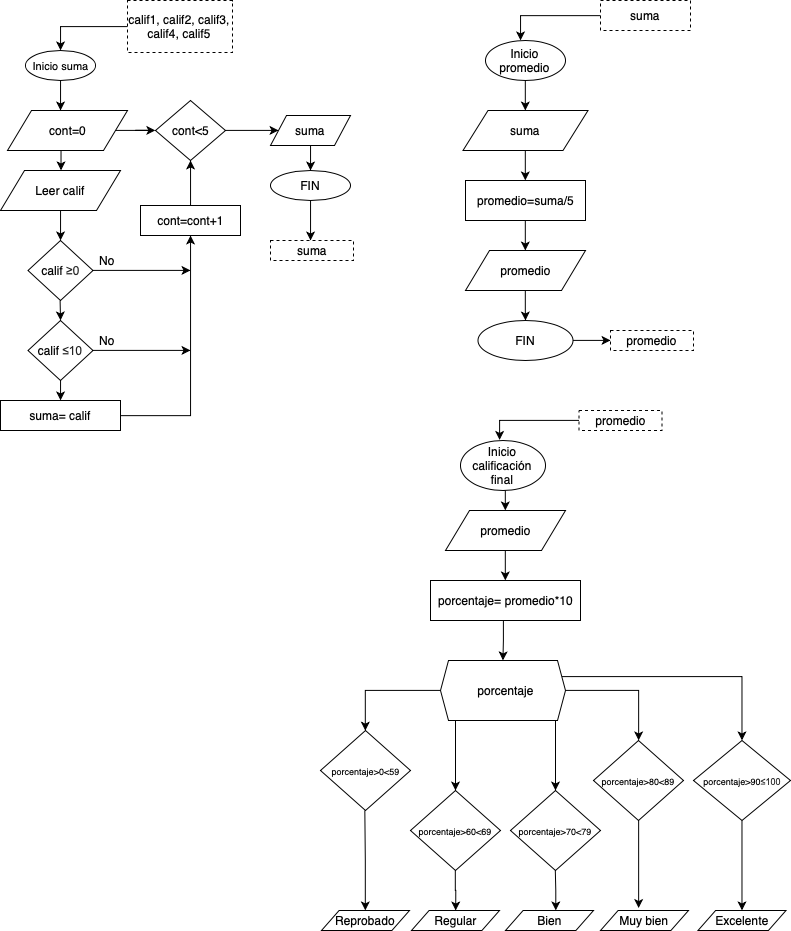 calif1, calif2, calif3,
calif4, calif5
Inicio suma
cont=0
cont<5
suma
Leer calif
FIN
cont=cont+1
suma
calif ≥0
No
calif ≤10
No
suma= calif
suma
Inicio
promedio
suma
promedio=suma/5
promedio
FIN
promedio
promedio
Inicio
calificación
final
promedio
porcentaje= promedio*10
porcentaje
porcentaje>0<59
porcentaje>60<69
porcentaje>70<79
porcentaje>80<89
porcentaje>90≤100
Reprobado
Regular
Bien
Muy bien
Excelente